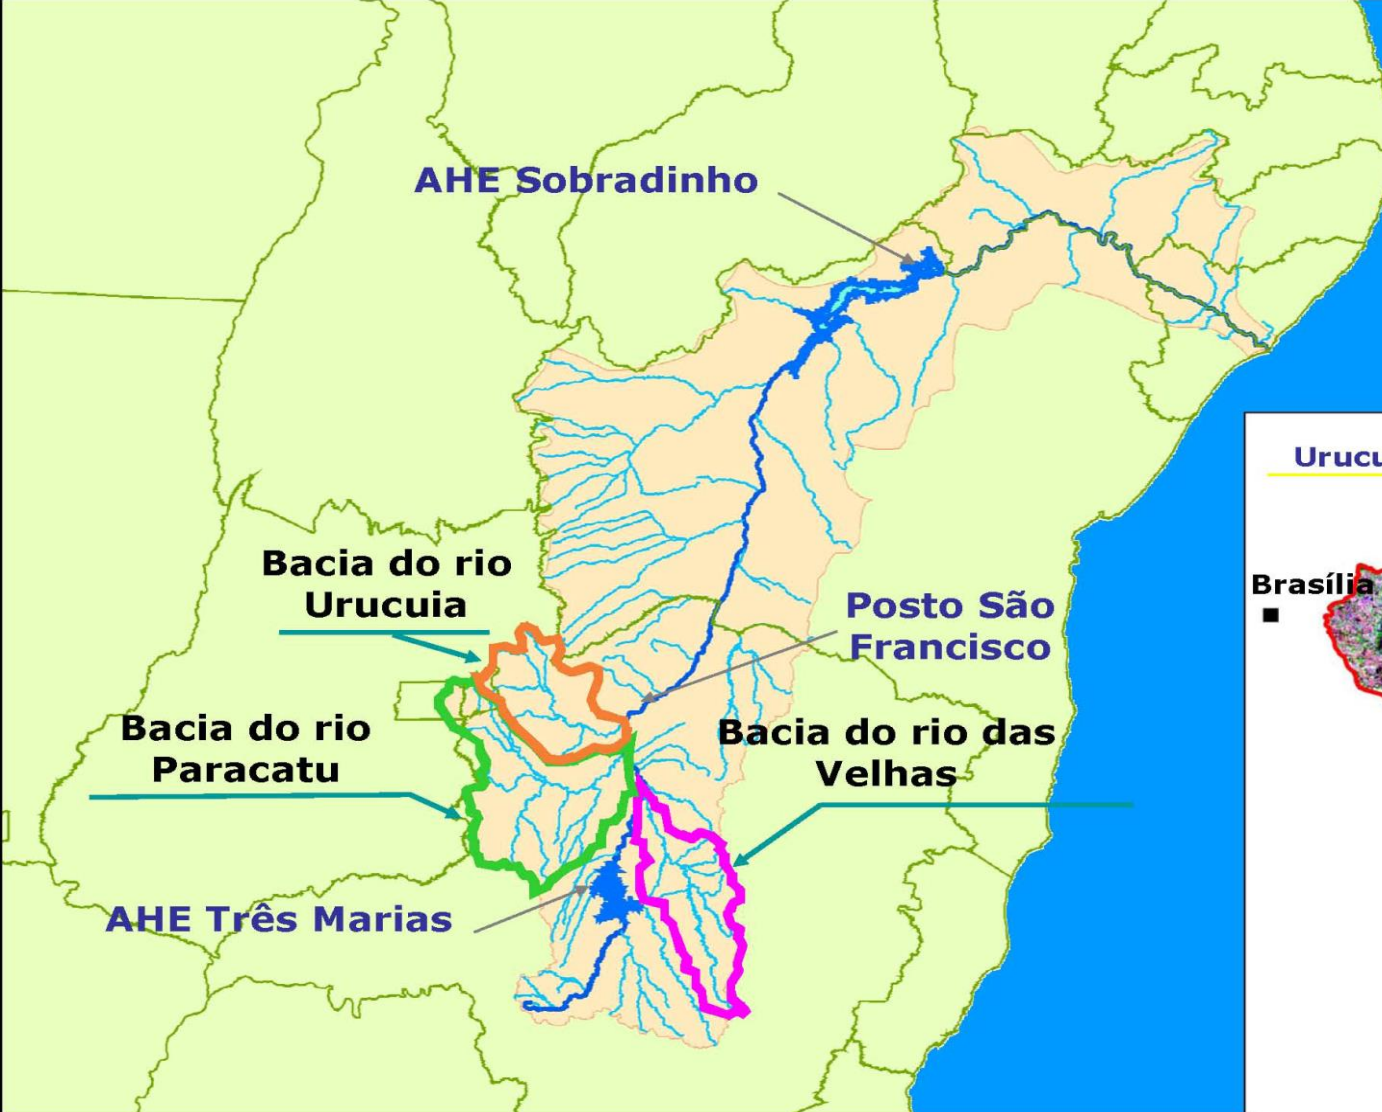 AHE Sobradinho
Urucu
Bacia do rio
Urucuia
Brasília
Posto São
Francisco
Bacia do rio
Paracatu
Bacia do rio das
Velhas
AHE Três Marias